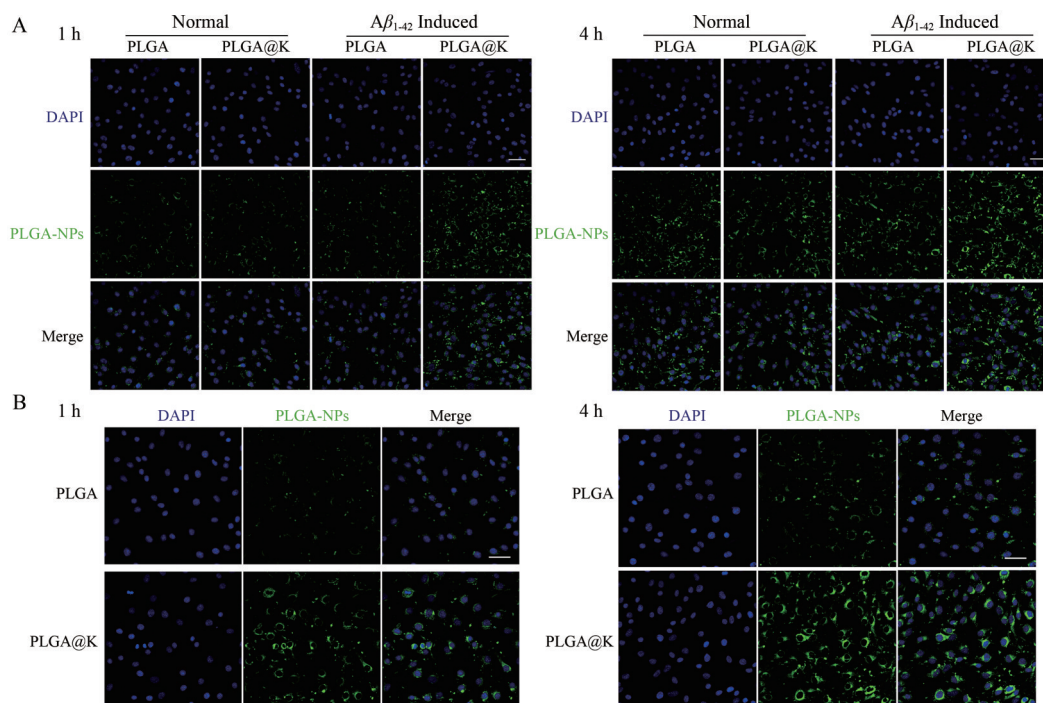 A
1 h
Normal
Aβ₁₋₄₂ Induced
PLGA
PLGA@K
PLGA
PLGA@K
DAPI
PLGA-NPs
Merge
4 h
Normal
Aβ₁₋₄₂ Induced
PLGA
PLGA@K
PLGA
PLGA@K
DAPI
PLGA-NPs
Merge
B
1 h
DAPI
PLGA-NPs
Merge
PLGA
PLGA@K
4 h
DAPI
PLGA-NPs
Merge
PLGA
PLGA@K